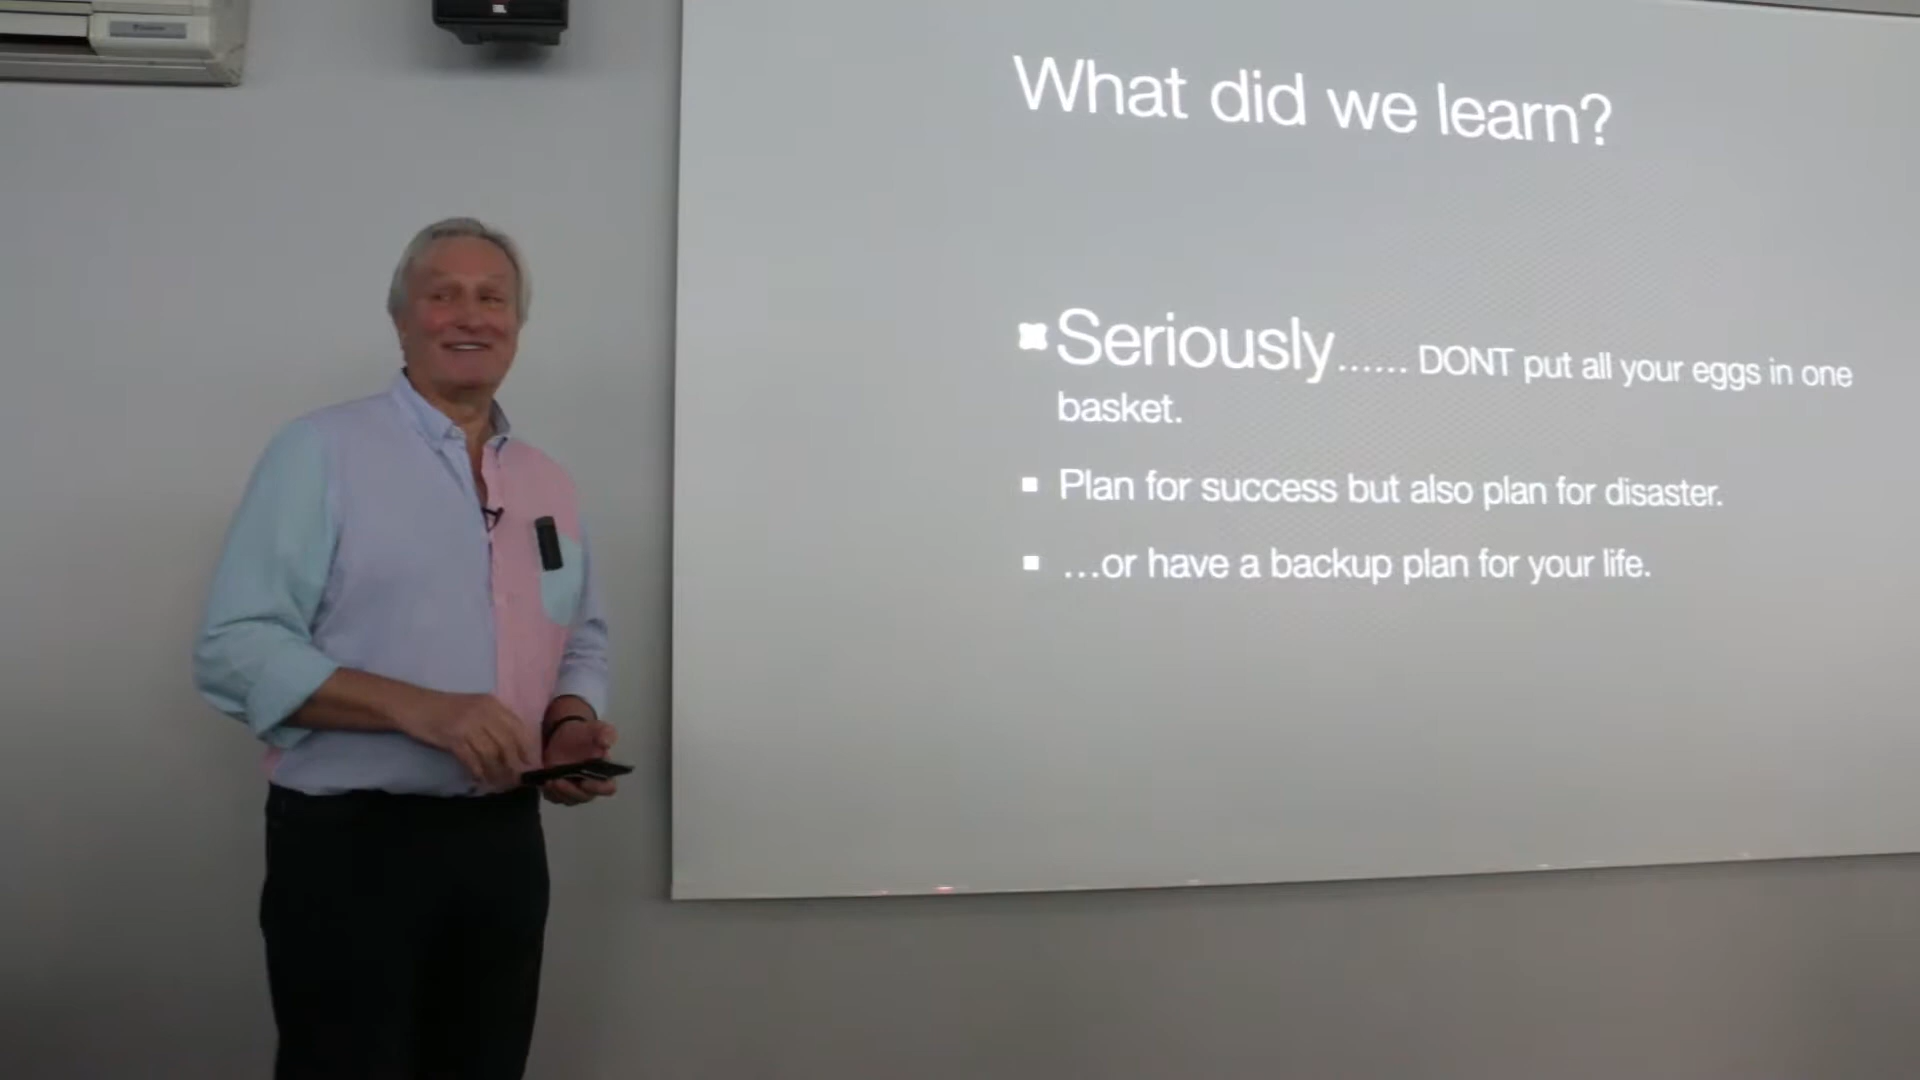 JBL
What did we learn?
Seriously...... DONT put all your eggs in one
basket.
Plan for success but also plan for disaster.
...or have a backup plan for your life.